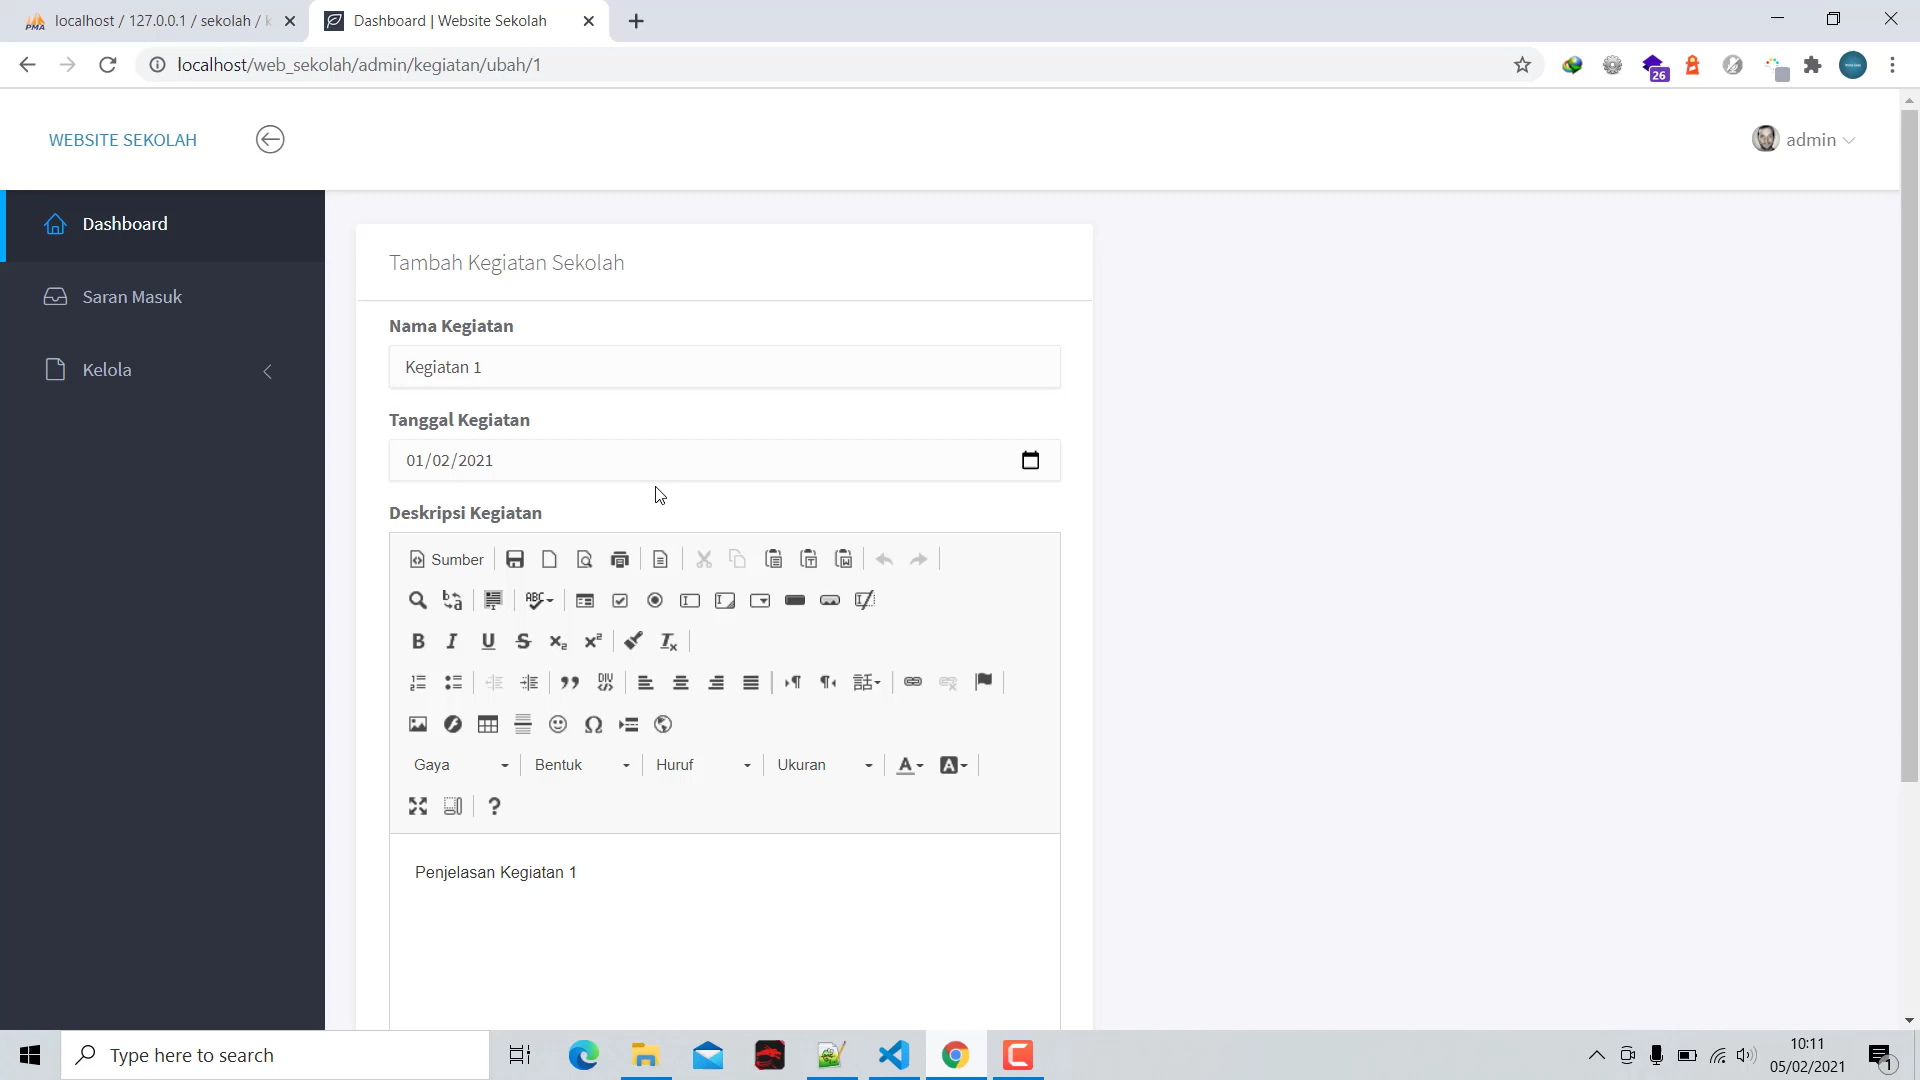 localhost / 127.0.0.1 / sekolah / k
Dashboard | Website Sekolah
localhost/web_sekolah/admin/kegiatan/ubah/1
26
WEBSITE SEKOLAH
admin
Dashboard
Saran Masuk
Kelola
Tambah Kegiatan Sekolah
Nama Kegiatan
Kegiatan 1
Tanggal Kegiatan
01/02/2021
Deskripsi Kegiatan
Sumber
Gaya
Bentuk
Huruf
Ukuran
Penjelasan Kegiatan 1
Type here to search
10:11
05/02/2021
1